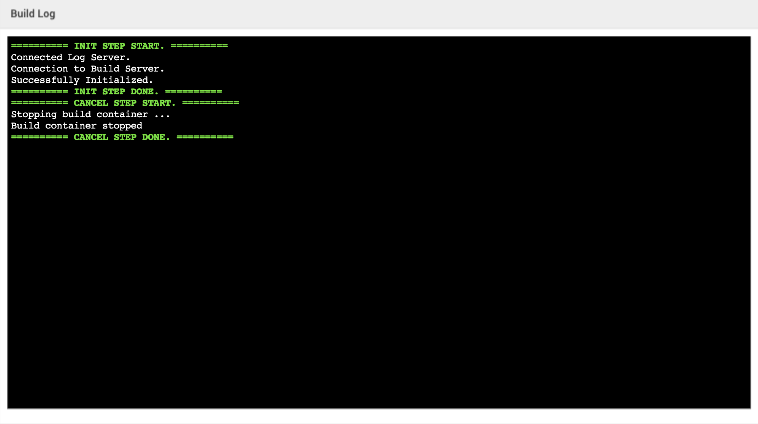 Build Log
========== INIT STEP START. ==========
Connected Log Server.
Connection to Build Server.
Successfully Initialized.
========== INIT STEP DONE. ==========
========== CANCEL STEP START. ==========
Stopping build container ...
Build container stopped
========== CANCEL STEP DONE. ==========